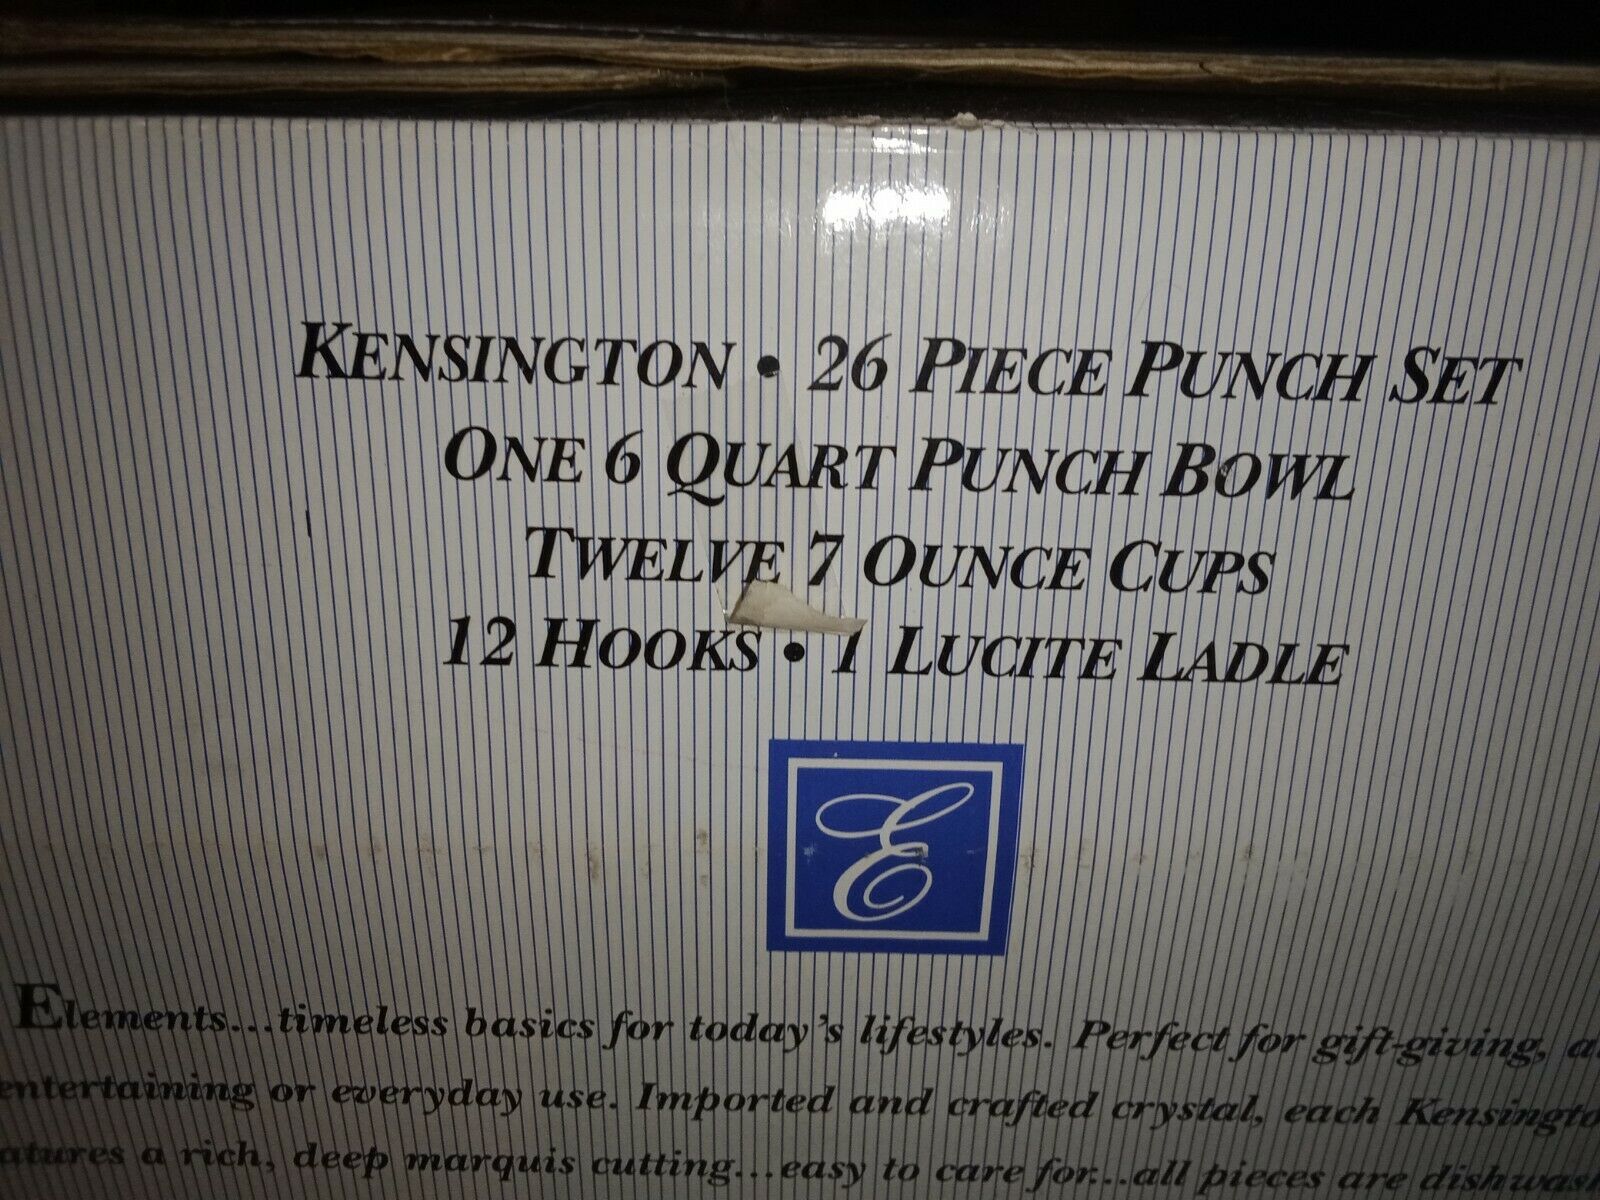 KENSINGTON • 26 PIECE PUNCH SET
ONE 6 QUART PUNCH BOWL
TWELVE 7 OUNCE CUPS
12 HOOKS • 1 LUCITE LADLE
E
Elements...timeless basics for today's lifestyles. Perfect for gift-giving,
entertaining or everyday use. Imported and crafted crystal, each
a rich, deep marquis cutting...easy to care for...all pieces are